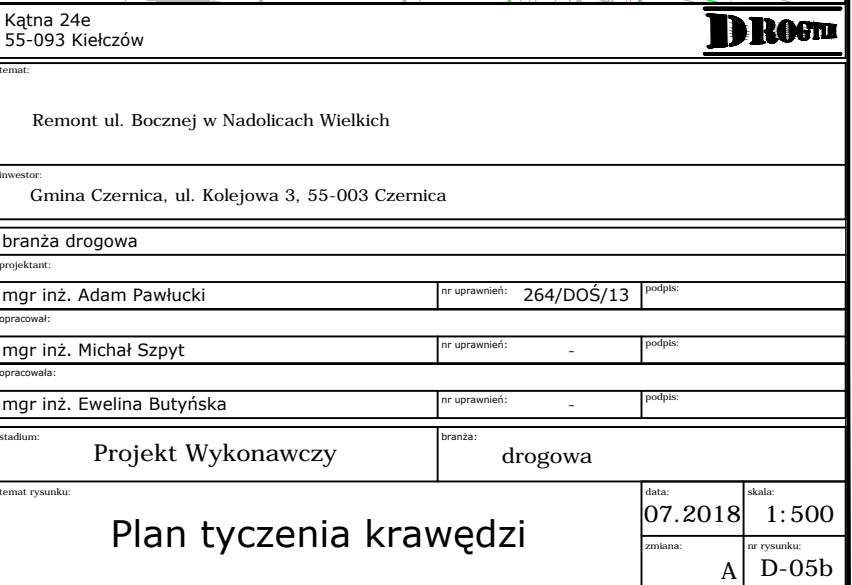 Kątna 24e
55-093 Kiełczów
temat:
Remont ul. Bocznej w Nadolicach Wielkich
inwestor:
Gmina Czernica, ul. Kolejowa 3, 55-003 Czernica
branża drogowa
projektant:
mgr inż. Adam Pawłucki nr uprawnień: 264/DOŚ/13 podpis:
opracował:
mgr inż. Michał Szpyt nr uprawnień: - podpis:
opracowała:
mgr inż. Ewelina Butyńska nr uprawnień: - podpis:
stadium: Projekt Wykonawczy branża: drogowa
temat rysunku: Plan tyczenia krawędzi
data: 07.2018 skala: 1:500
zmiana: A nr rysunku: D-05b